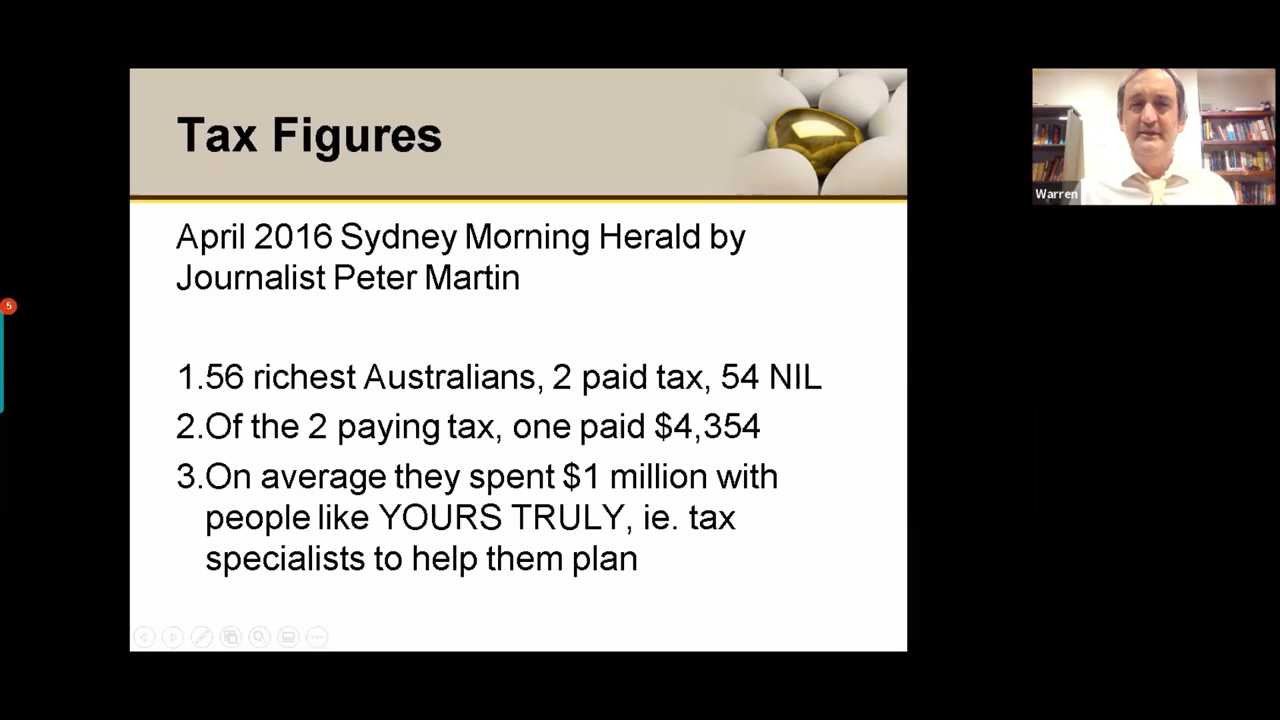 Tax Figures
April 2016 Sydney Morning Herald by
Journalist Peter Martin
1.56 richest Australians, 2 paid tax, 54 NIL
2.Of the 2 paying tax, one paid $4,354
3.On average they spent $1 million with
people like YOURS TRULY, ie. tax
specialists to help them plan
Warren
5